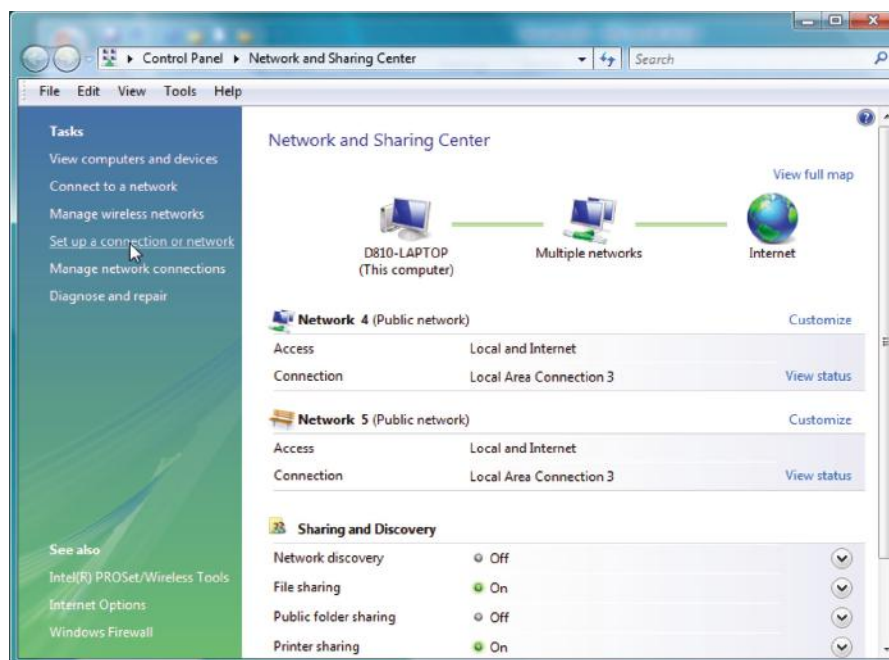 Control Panel ▸ Network and Sharing Center
Search
File Edit View Tools Help
Tasks
View computers and devices
Connect to a network
Manage wireless networks
Set up a connection or network
Manage network connections
Diagnose and repair
See also
Intel(R) PROSet/Wireless Tools
Internet Options
Windows Firewall
Network and Sharing Center
View full map
D810-LAPTOP
(This computer)
Multiple networks
Internet
Network 4 (Public network) Customize
Access Local and Internet
Connection Local Area Connection 3 View status
Network 5 (Public network) Customize
Access Local and Internet
Connection Local Area Connection 3 View status
Sharing and Discovery
Network discovery Off
File sharing On
Public folder sharing Off
Printer sharing On